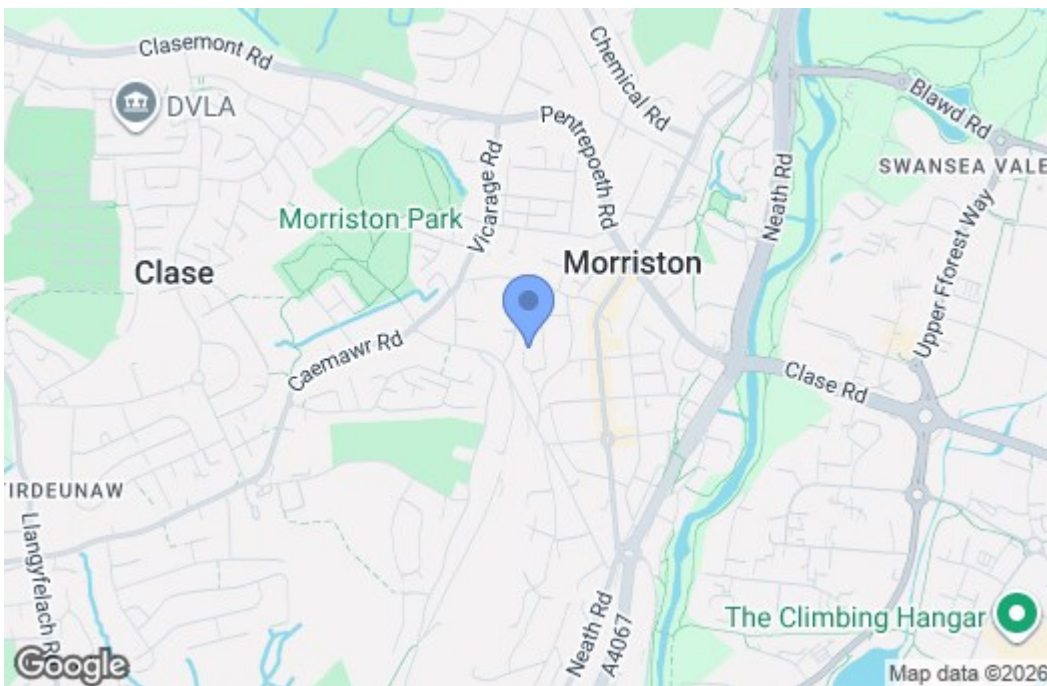 Clasemont Rd
Chemical Rd
DVLA
Pentrepoeth Rd
Blawd Rd
SWANSEA VALE
Vicarage Rd
Neath Rd
Morriston Park
Upper Fforest Way
Clase
Morriston
Caemawr Rd
Clase Rd
TIRDEUNAW
Llangyfelach R
Neath Rd
A4067
The Climbing Hangar
Google
Map data ©2026